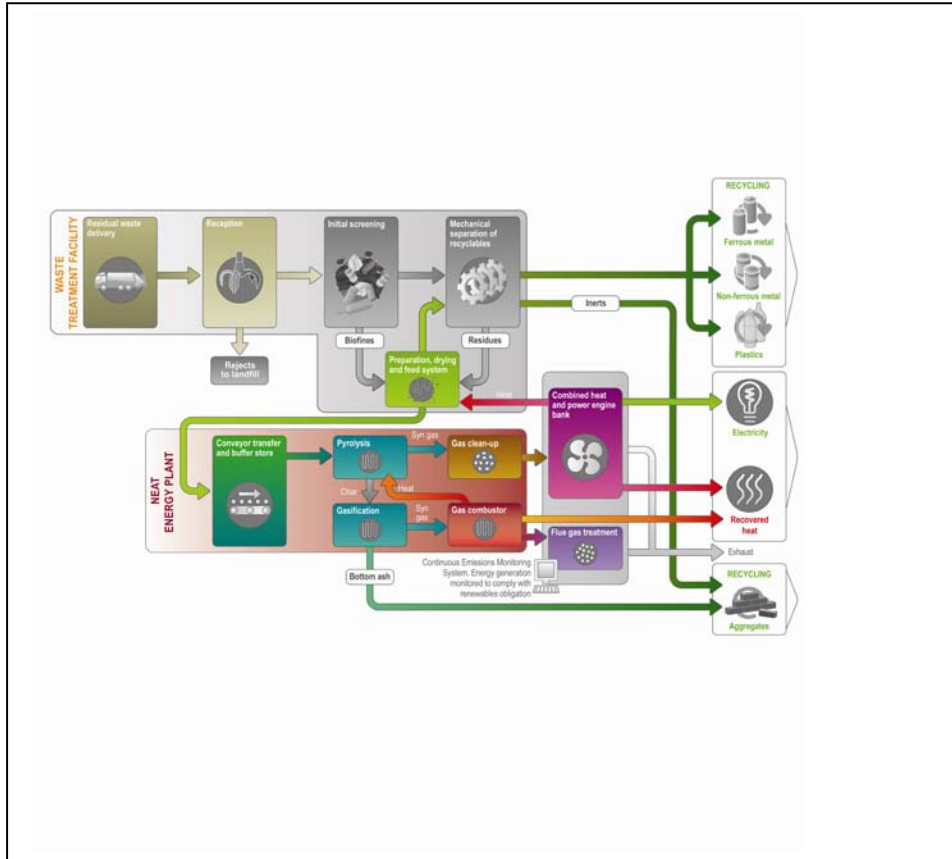 WASTE
TREATMENT FACILITY
Residual waste
delivery
Reception
Initial screening
Mechanical
separation of
recyclables
RECYCLING
Ferrous metal
Non-ferrous metal
Plastics
Inerts
Biofines
Residues
Rejects
to landfill
Preparation, drying
and feed system
Heat
Combined heat
and power engine
bank
Electricity
Recovered
heat
NEAT
ENERGY PLANT
Conveyor transfer
and buffer store
Pyrolysis
Syn gas
Gas clean-up
Char
Heat
Gasification
Syn
gas
Gas combustor
Flue gas treatment
Exhaust
Bottom ash
Continuous Emissions Monitoring
System. Energy generation
monitored to comply with
renewables obligation
RECYCLING
Aggregates